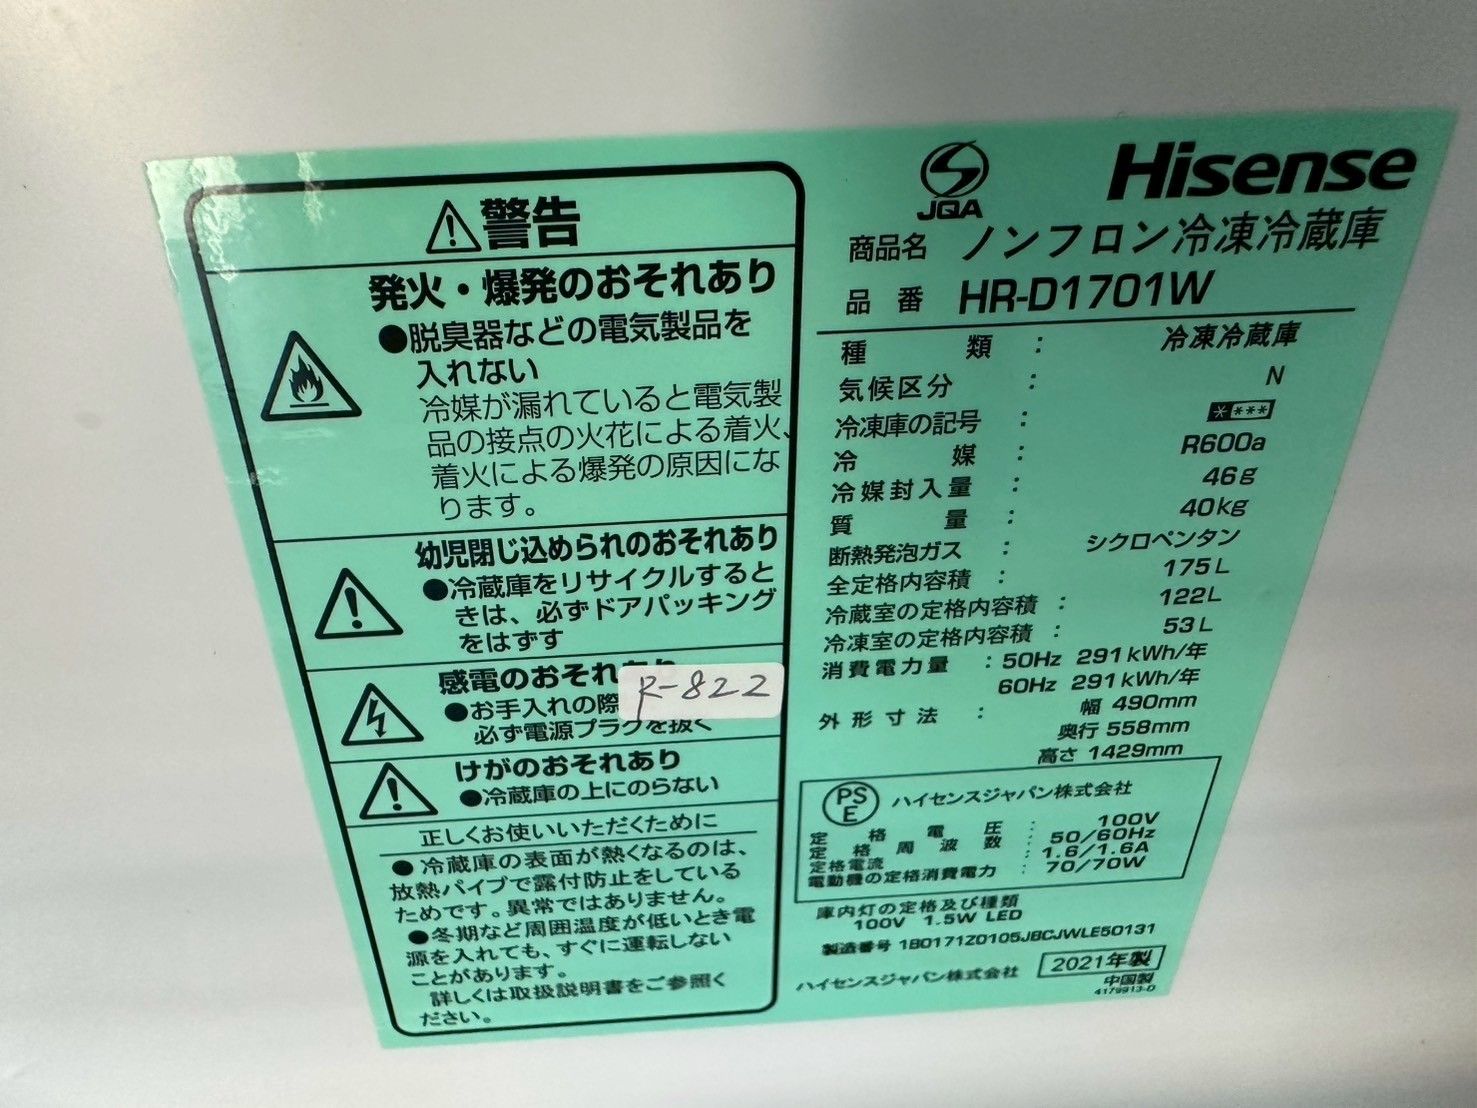 警告
発火・爆発のおそれあり
●脱臭器などの電気製品を
入れない
冷媒が漏れていると電気製
品の接点の火花による着火、
着火による爆発の原因にな
ります。
幼児閉じ込められのおそれあり
●冷蔵庫をリサイクルすると
きは、必ずドアパッキング
をはずす
感電のおそれあり
●お手入れの際
必ず電源プラグを抜く
R-822
けがのおそれあり
●冷蔵庫の上にのらない
正しくお使いいただくために
●冷蔵庫の表面が熱くなるのは、
放熱パイプで露付防止をしている
ためです。異常ではありません。
●冬期など周囲温度が低いとき電
源を入れても、すぐに運転しない
ことがあります。
詳しくは取扱説明書をご参照く
ださい。
JQA
Hisense
商品名 ノンフロン冷凍冷蔵庫
品番 HR-D1701W
種類 : 冷凍冷蔵庫
気候区分 : N
冷凍庫の記号 : ****
冷媒 : R600a
冷媒封入量 : 46g
質量 : 40kg
断熱発泡ガス : シクロペンタン
全定格内容積 : 175L
冷蔵室の定格内容積 : 122L
冷凍室の定格内容積 : 53L
消費電力量 : 50Hz 291kWh/年
60Hz 291kWh/年
外形寸法 : 幅 490mm
奥行 558mm
高さ 1429mm
PSE ハイセンスジャパン株式会社
定格電圧 : 100V
定格周波数 : 50/60Hz
定格電流 : 1.6/1.6A
電動機の定格消費電力 : 70/70W
庫内灯の定格及び種類
100V 1.5W LED
製造番号 1B0171Z0105JBCJWLE50131
ハイセンスジャパン株式会社 2021年製
中国製
4179913-D